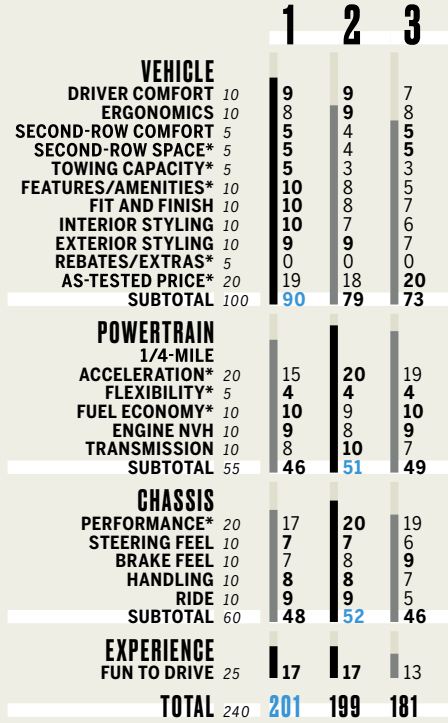 1 2 3
VEHICLE
DRIVER COMFORT 10 9 9 7
ERGONOMICS 10 8 9 8
SECOND-ROW COMFORT 5 5 4 5
SECOND-ROW SPACE* 5 5 4 5
TOWING CAPACITY* 5 5 3 3
FEATURES/AMENITIES* 10 10 8 5
FIT AND FINISH 10 10 8 7
INTERIOR STYLING 10 10 7 6
EXTERIOR STYLING 10 9 9 7
REBATES/EXTRAS* 5 0 0 0
AS-TESTED PRICE* 20 19 18 20
SUBTOTAL 100 90 79 73
POWERTRAIN
1/4-MILE
ACCELERATION* 20 15 20 19
FLEXIBILITY* 5 4 4 4
FUEL ECONOMY* 10 10 9 10
ENGINE NVH 10 9 8 9
TRANSMISSION 10 8 10 7
SUBTOTAL 55 46 51 49
CHASSIS
PERFORMANCE* 20 17 20 19
STEERING FEEL 10 7 7 6
BRAKE FEEL 10 7 8 9
HANDLING 10 8 8 7
RIDE 10 9 9 5
SUBTOTAL 60 48 52 46
EXPERIENCE
FUN TO DRIVE 25 17 17 13
TOTAL 240 201 199 181